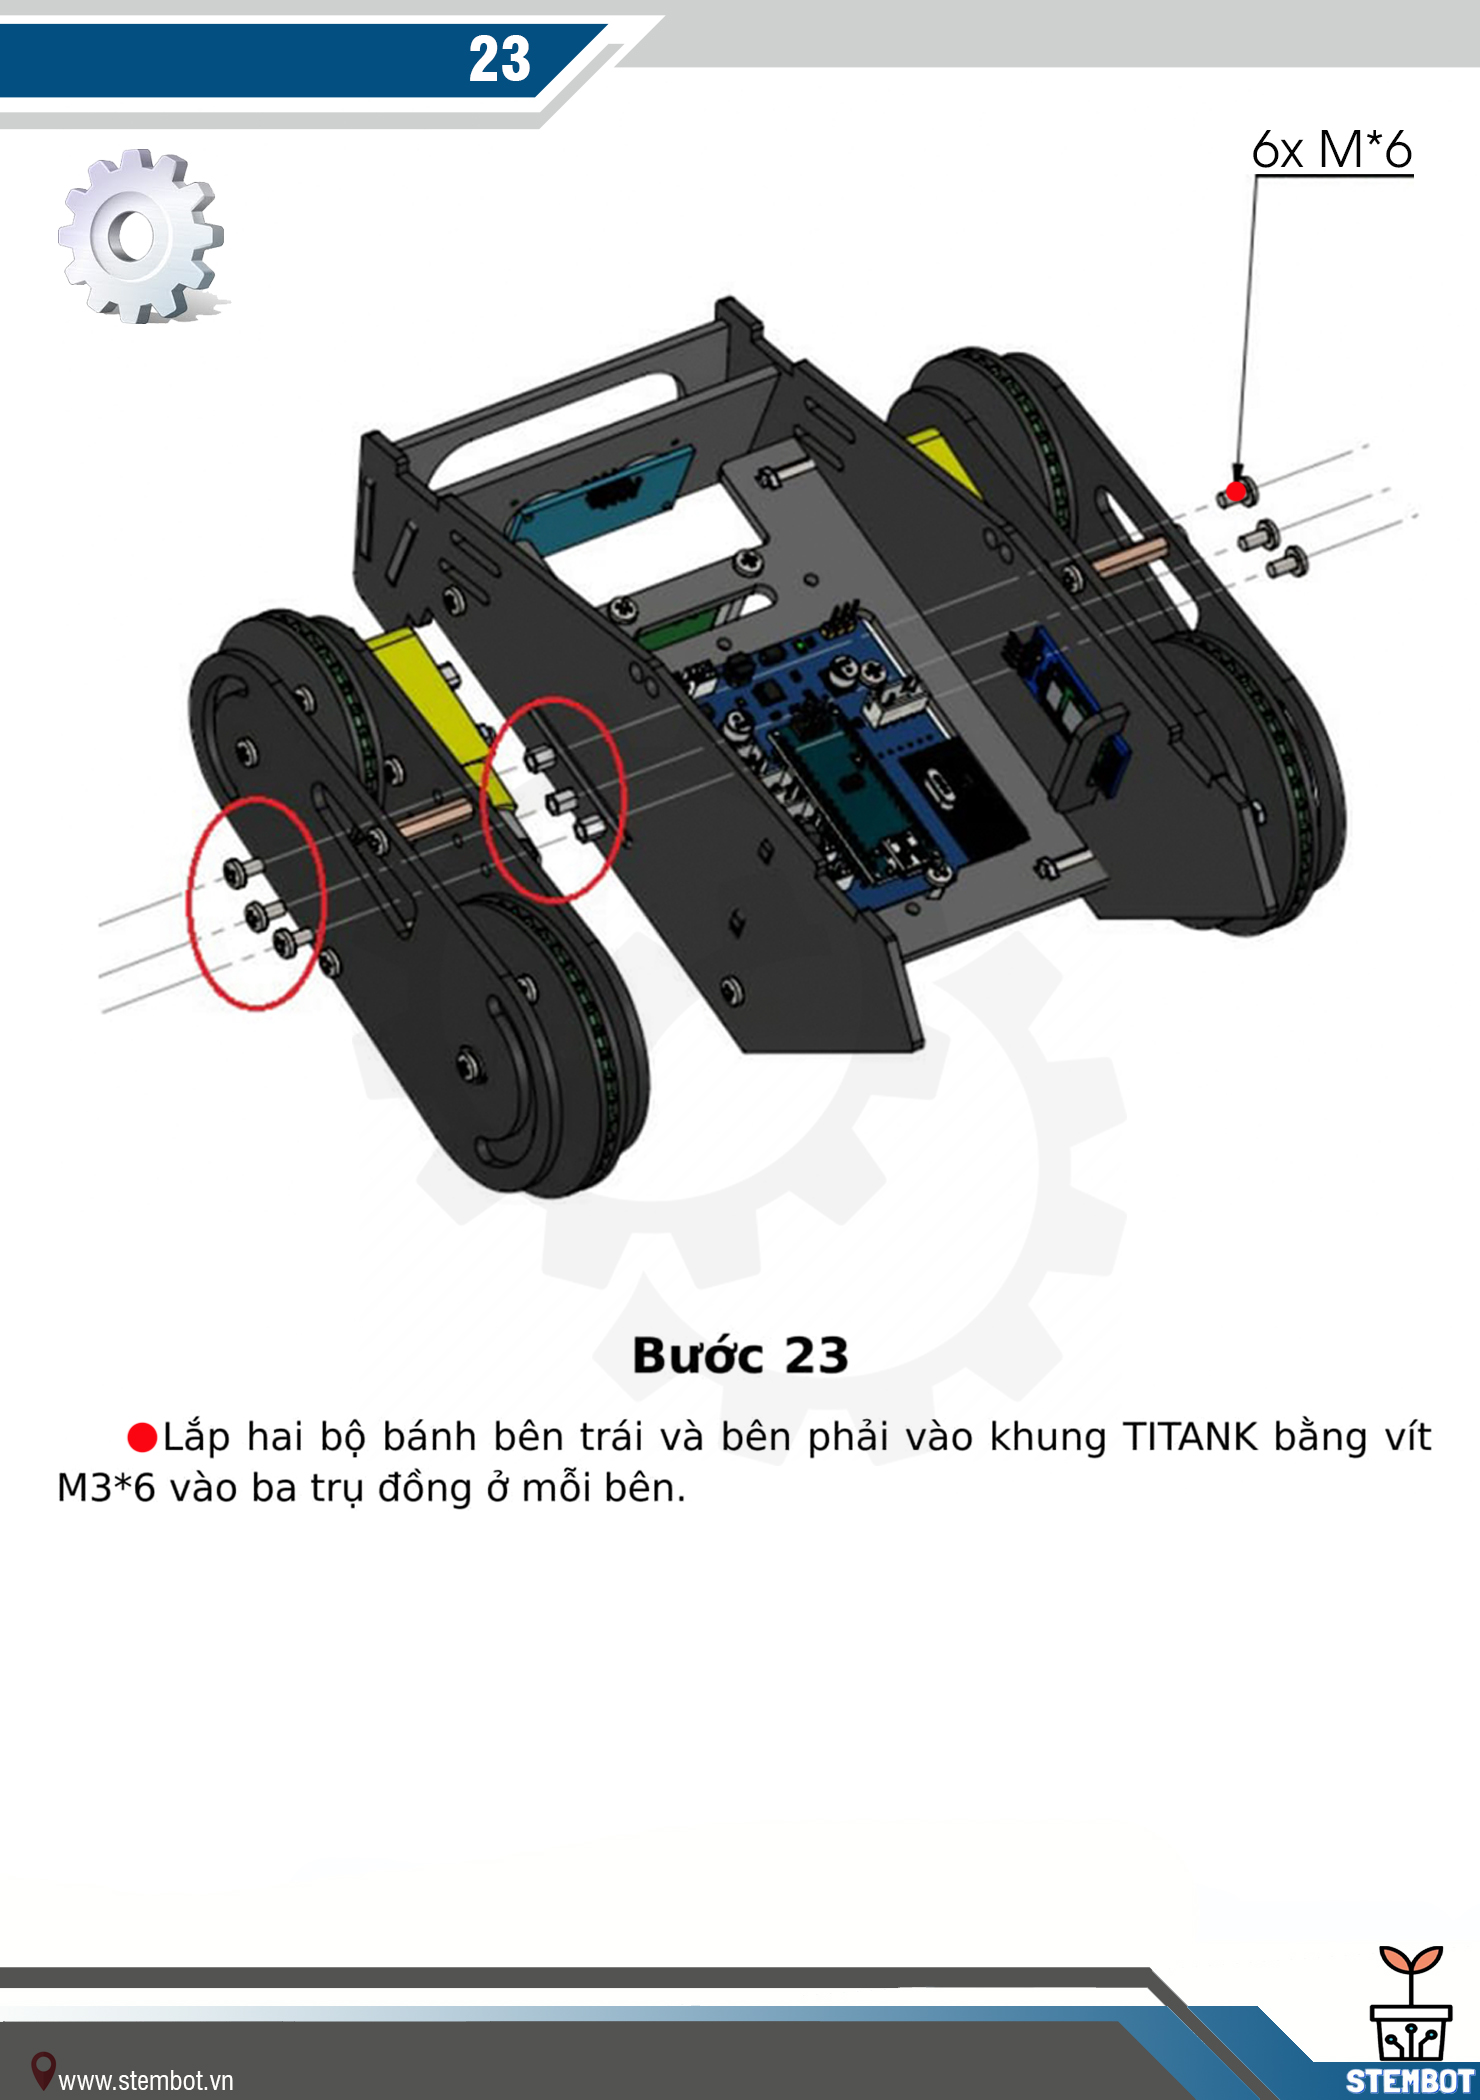 23
6x M*6
Bước 23
Lắp hai bộ bánh bên trái và bên phải vào khung TITANK bằng vít
M3*6 vào ba trụ đồng ở mỗi bên.
www.stembot.vn
STEMBOT